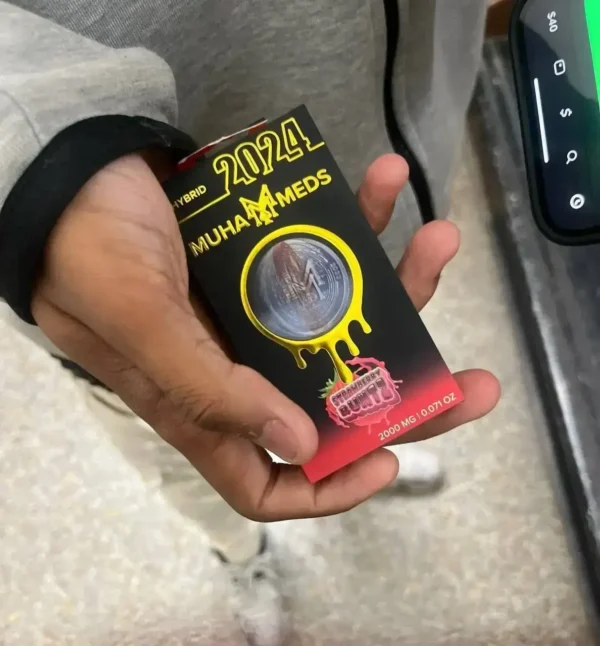 HYBRID
2024
MUHA MEDS
2000 MG | 0.071 OZ
$40
$